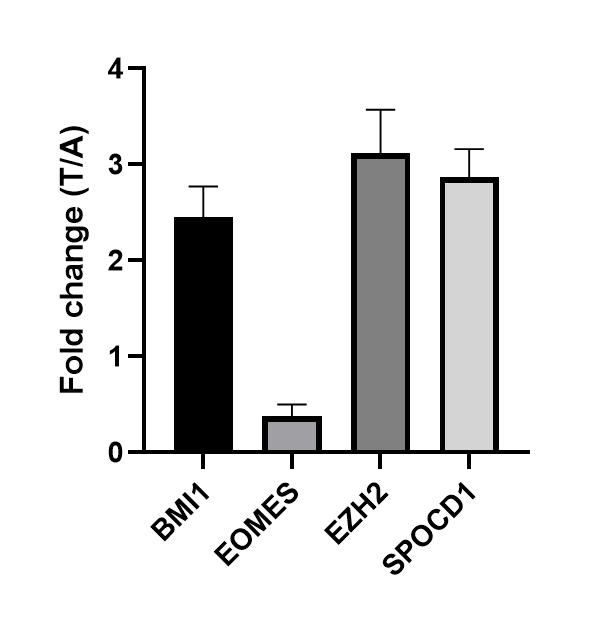 Fold change (T/A)
4
3
2
1
0
BMI1
EOMES
EZH2
SPOCD1